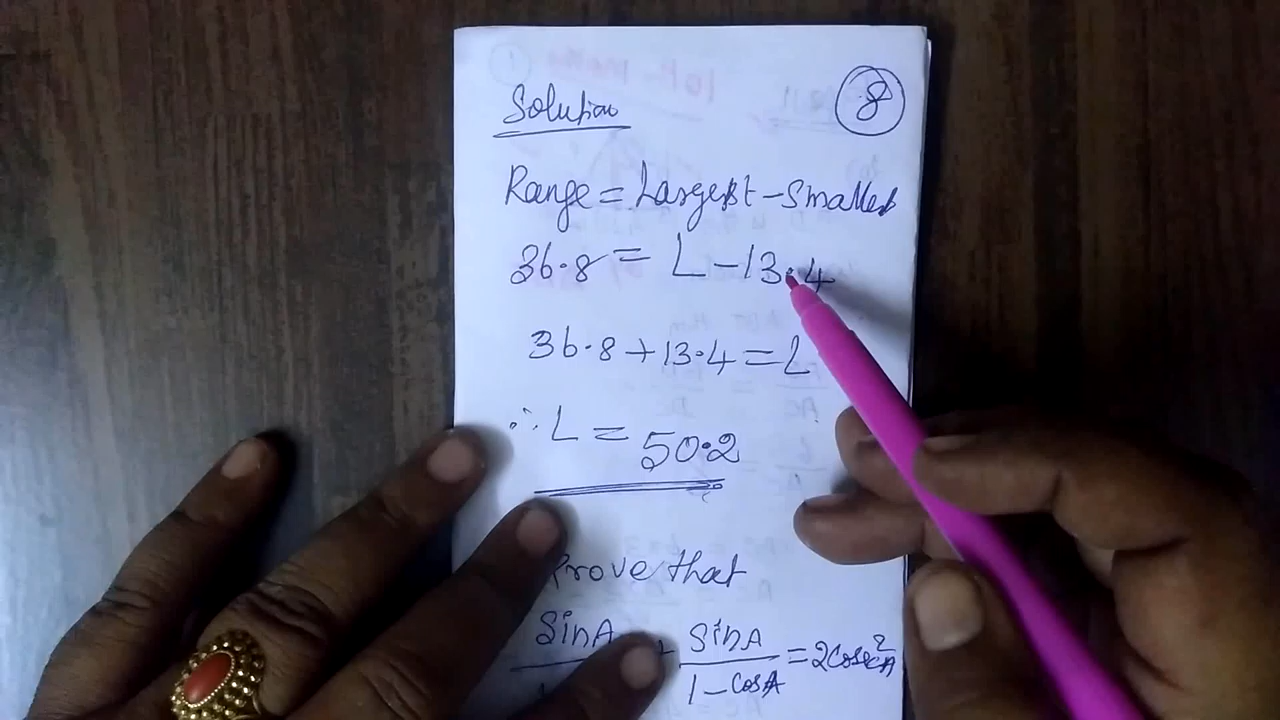 8
Solution
Range = Largest - Smallest
36.8 = L - 13.4
36.8 + 13.4 = L
∴ L = 50.2
Prove that
SinA + SinA = 2Cosec²A
1 - CosA